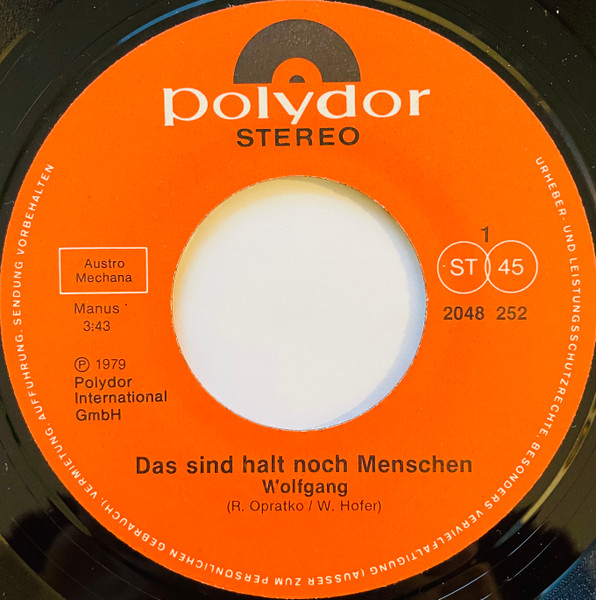 polydor
STEREO
Austro
Mechana
Manus
3:43
℗ 1979
Polydor
International
GmbH
1
ST 45
2048 252
Das sind halt noch Menschen
Wolfgang
(R. Opratko / W. Hofer)
URHEBER- UND LEISTUNGSSCHUTZRECHTE, BESONDERS VERVIELFÄLTIGUNG (AUSSER ZUM PERSÖNLICHEN GEBRAUCH), VERMIETUNG, AUFFÜHRUNG, SENDUNG VORBEHALTEN